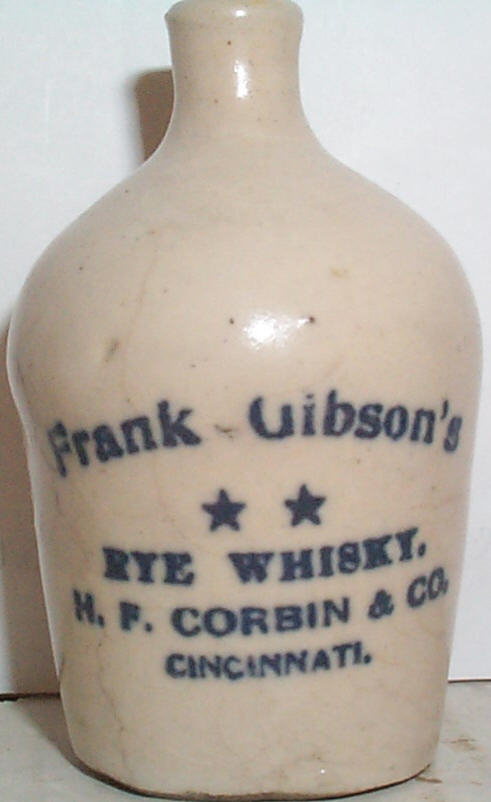 Frank Gibson's
★ ★
RYE WHISKY.
H. F. CORBIN & CO.
CINCINNATI.